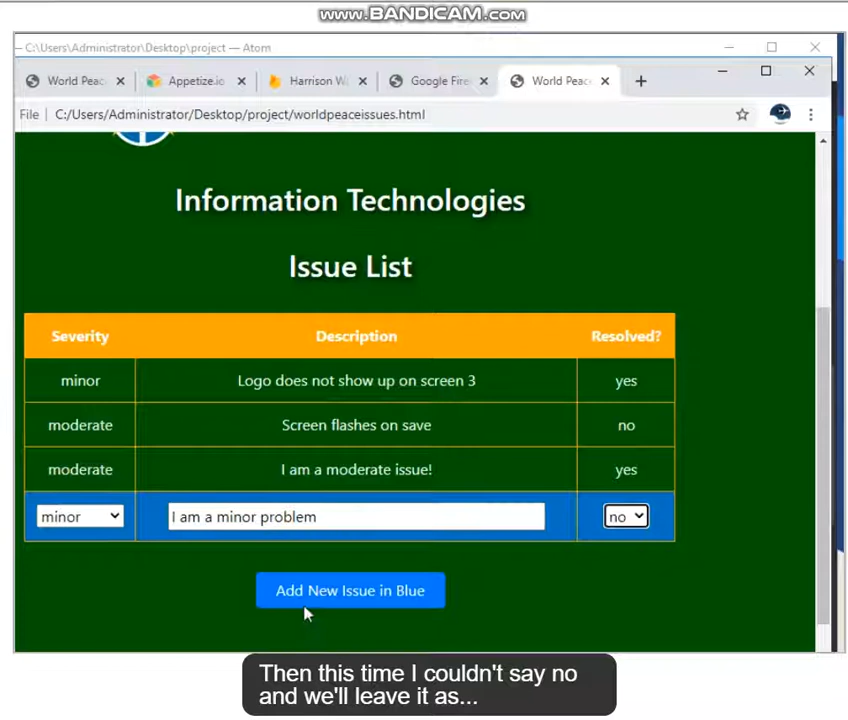 www.BANDICAM.com
— C:\Users\Administrator\Desktop\project — Atom
World Peac
Appetize.io
Harrison W
Google Fire
World Peac
File C:/Users/Administrator/Desktop/project/worldpeaceissues.html
Information Technologies
Issue List
Severity Description Resolved?
minor Logo does not show up on screen 3 yes
moderate Screen flashes on save no
moderate I am a moderate issue! yes
minor I am a minor problem no
Add New Issue in Blue
Then this time I couldn't say no
and we'll leave it as...